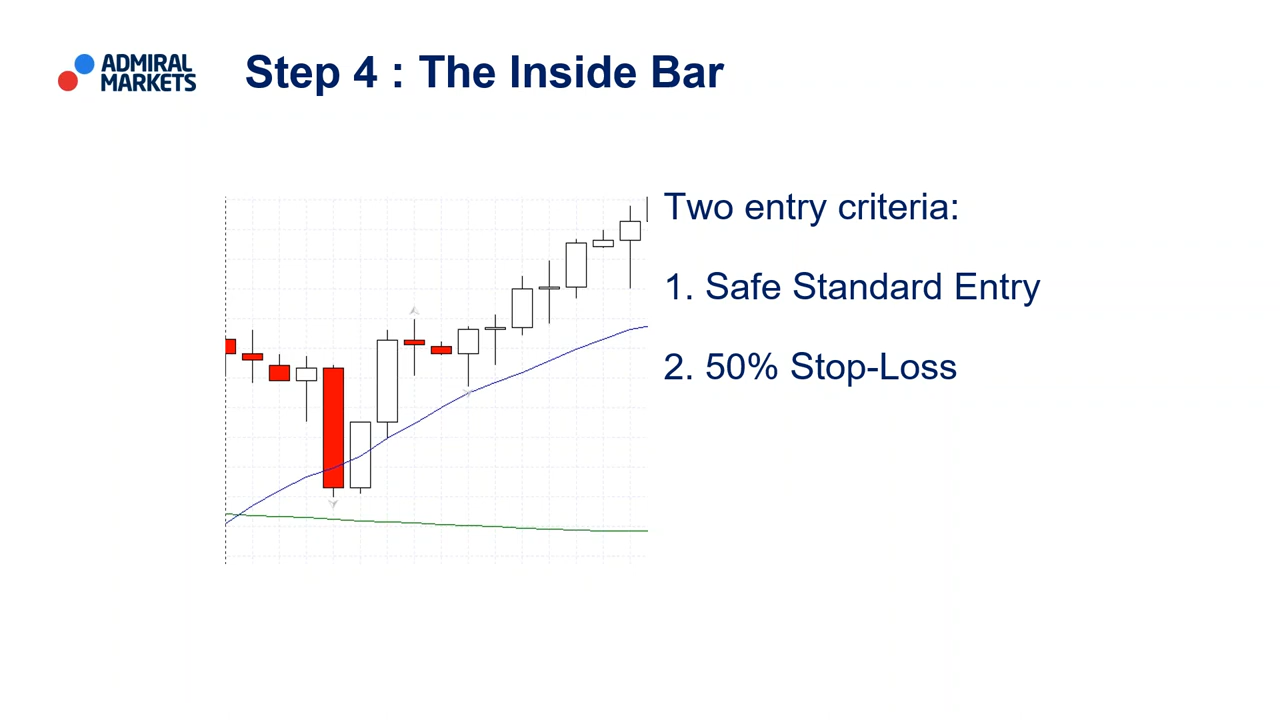 ADMIRAL
MARKETS
Step 4 : The Inside Bar
Two entry criteria:
1. Safe Standard Entry
2. 50% Stop-Loss